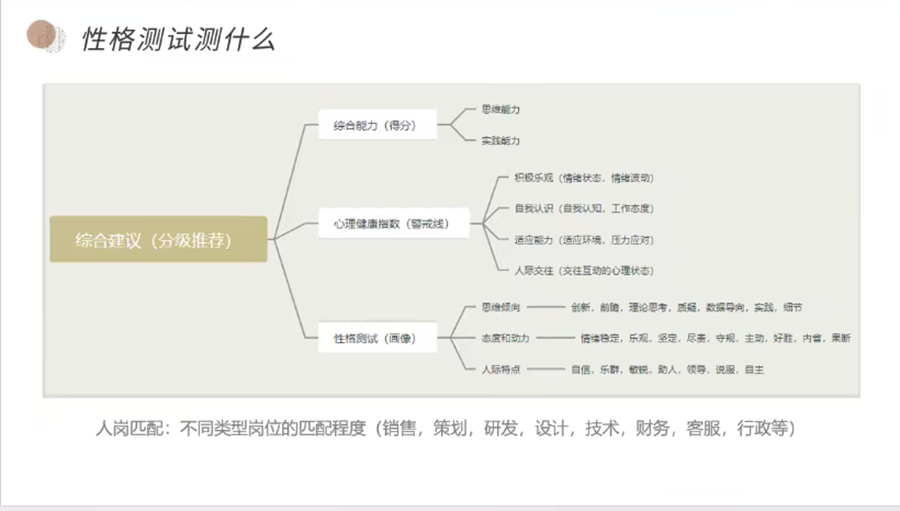 性格测试测什么
综合建议（分级推荐）
综合能力（得分）
思维能力
实践能力
心理健康指数（警戒线）
积极乐观（情绪状态，情绪波动）
自我认识（自我认知，工作态度）
适应能力（适应环境，压力应对）
人际交往（交往互动的心理状态）
性格测试（画像）
思维倾向
创新，前瞻，理论思考，质疑，数据导向，实践，细节
态度和动力
情绪稳定，乐观，坚定，尽责，守规，主动，好胜，内省，果断
人际特点
自信，乐群，敏锐，助人，领导，说服，自主
人岗匹配：不同类型岗位的匹配程度（销售，策划，研发，设计，技术，财务，客服，行政等）